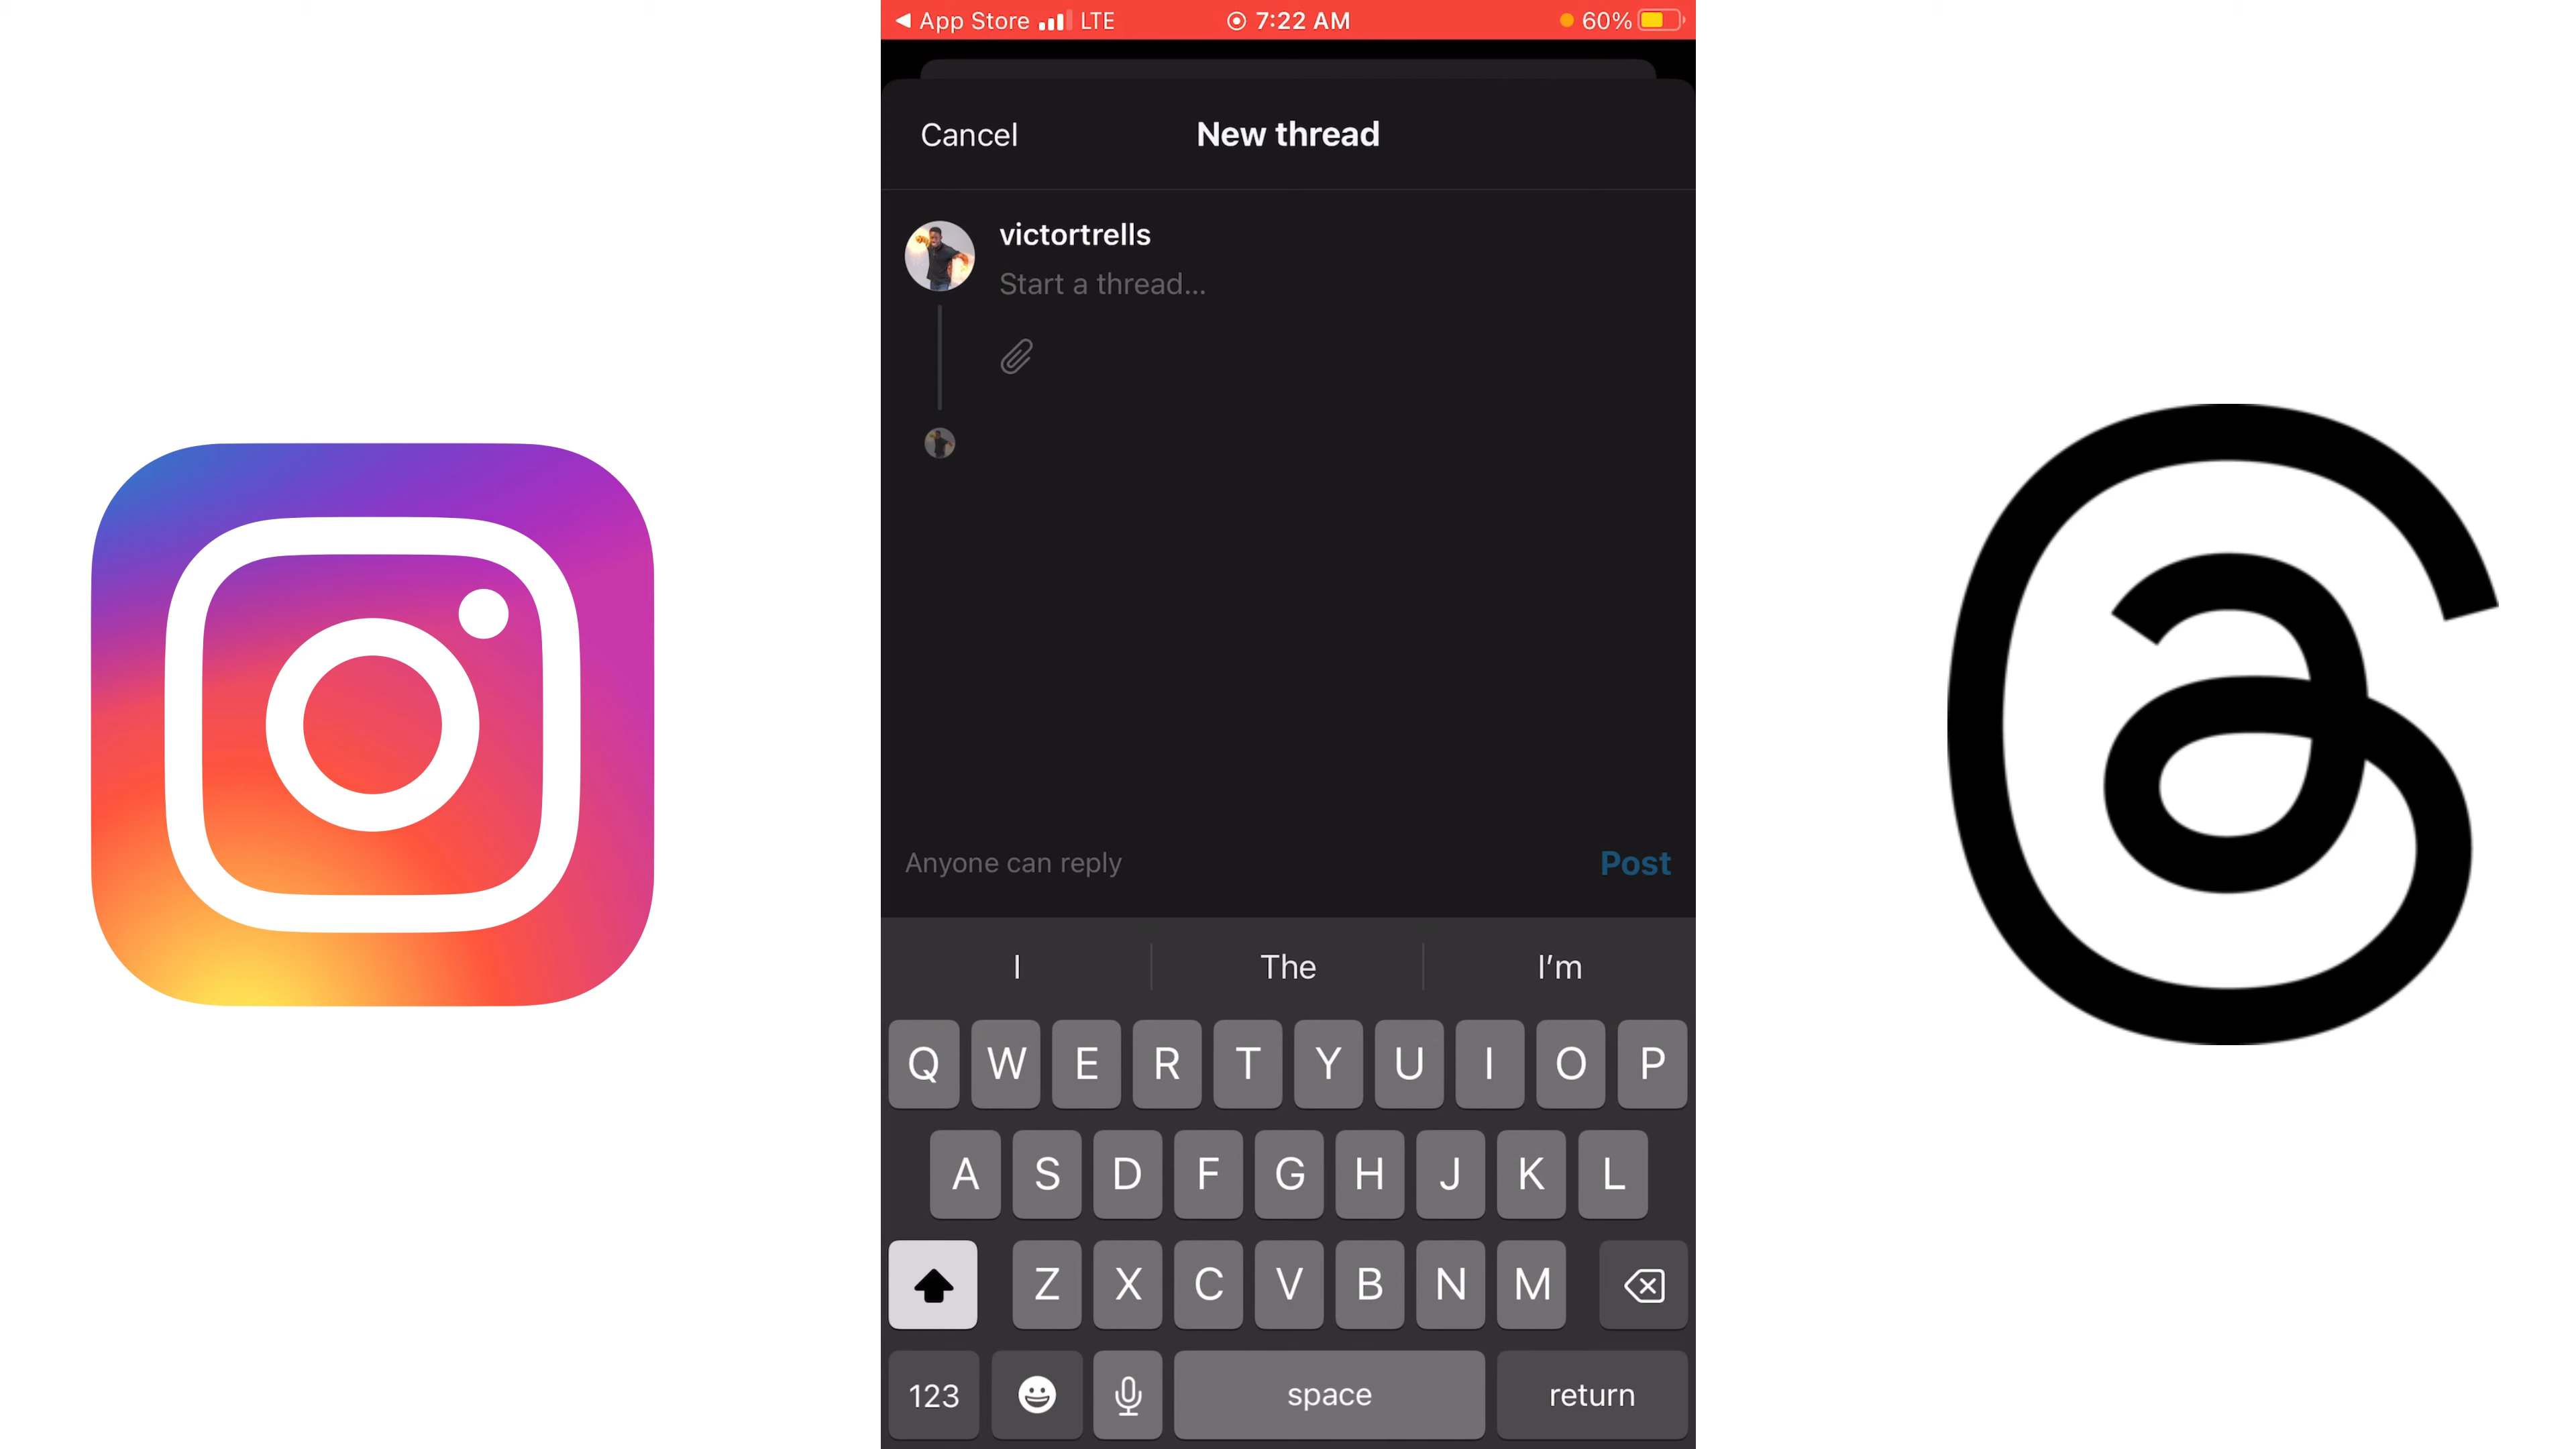 App Store LTE 7:22 AM 60%
Cancel New thread
victortrells
Start a thread...
Anyone can reply Post
I The I'm
Q W E R T Y U I O P
A S D F G H J K L
Z X C V B N M
123 space return